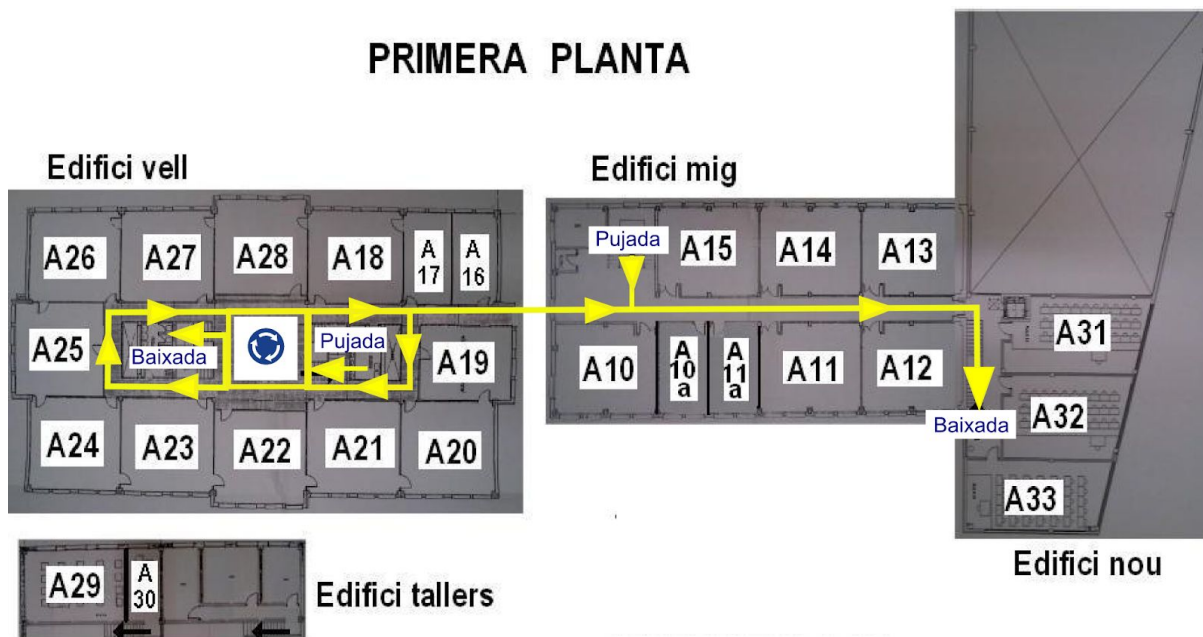 PRIMERA PLANTA
Edifici vell
Edifici mig
A26
A27
A28
A18
A
17
A
16
Pujada
A15
A14
A13
A25
Baixada
Pujada
A19
A31
A10
A
10
a
A
11
a
A11
A12
A32
Baixada
A24
A23
A22
A21
A20
A33
Edifici nou
A29
A
30
Edifici tallers